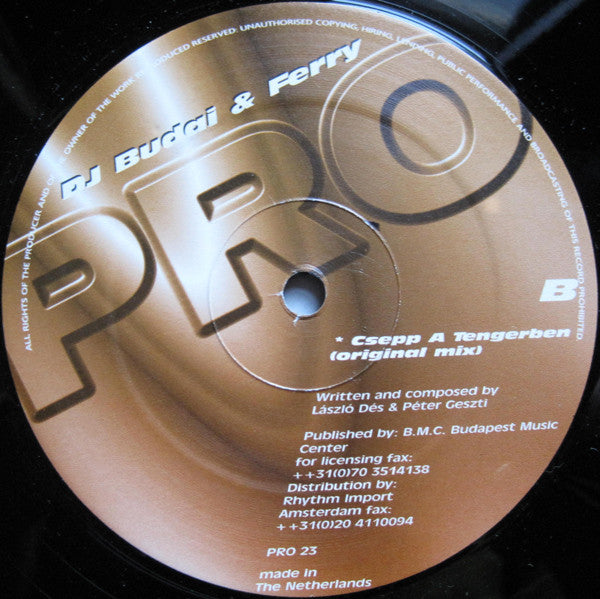 ALL RIGHTS OF THE PRODUCER AND OF THE OWNER OF THE WORK REPRODUCED RESERVED. UNAUTHORISED COPYING, HIRING, LENDING, PUBLIC PERFORMANCE AND BROADCASTING OF THIS RECORD PROHIBITED.
DJ Budai & Ferry
PRO
B
* Csepp A Tengerben
(original mix)
Written and composed by
László Dés & Péter Geszti
Published by: B.M.C. Budapest Music
Center
for licensing fax:
++31(0)70 3514138
Distribution by:
Rhythm Import
Amsterdam fax:
++31(0)20 4110094
PRO 23
made in
The Netherlands